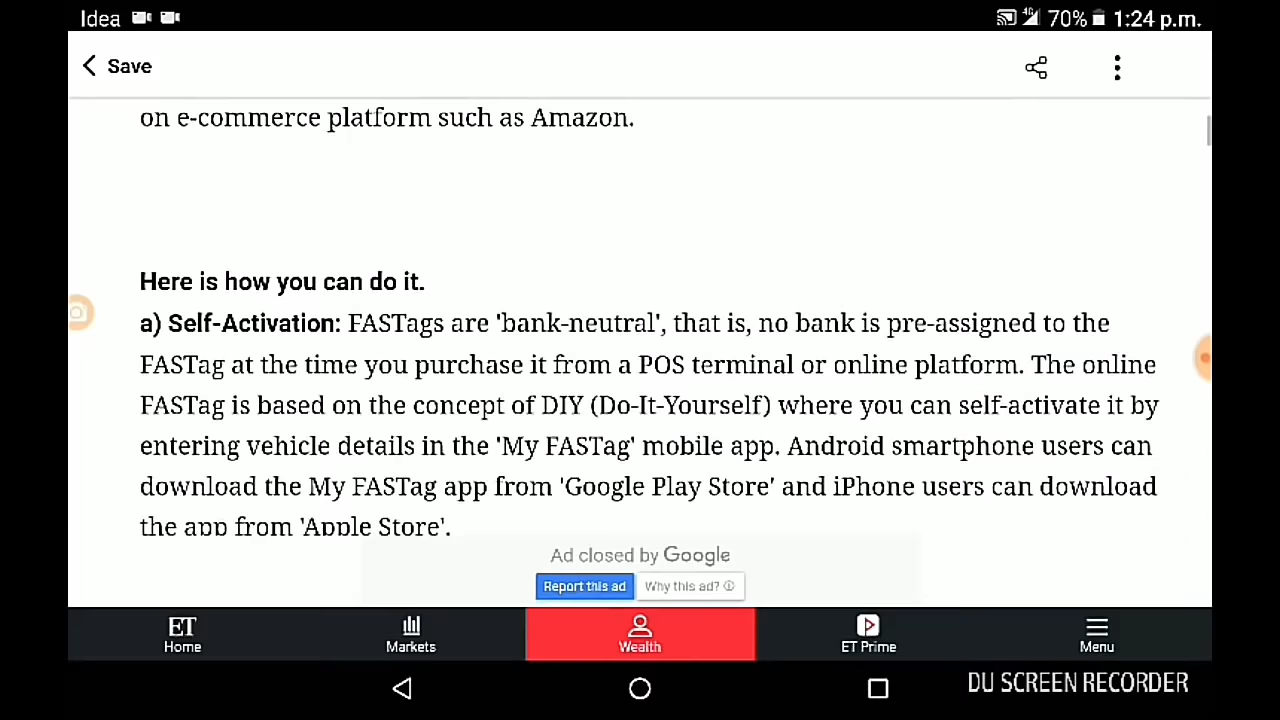 Idea 4G 70% 1:24 p.m.
Save
on e-commerce platform such as Amazon.
Here is how you can do it.
a) Self-Activation: FASTags are 'bank-neutral', that is, no bank is pre-assigned to the
FASTag at the time you purchase it from a POS terminal or online platform. The online
FASTag is based on the concept of DIY (Do-It-Yourself) where you can self-activate it by
entering vehicle details in the 'My FASTag' mobile app. Android smartphone users can
download the My FASTag app from 'Google Play Store' and iPhone users can download
the app from 'Apple Store'.
Ad closed by Google
Report this ad Why this ad?
ET
Home Markets Wealth ET Prime Menu
DU SCREEN RECORDER